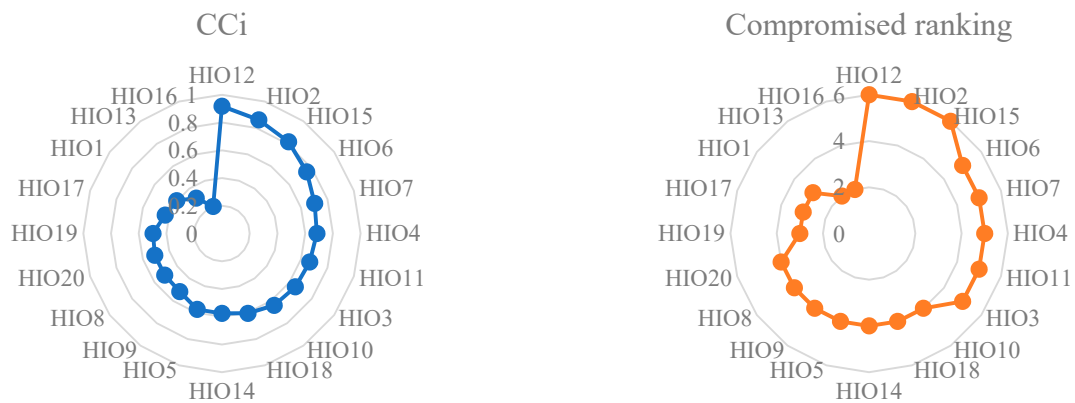 CCi
HIO12
HIO2
HIO15
HIO6
HIO7
HIO4
HIO11
HIO3
HIO10
HIO18
HIO14
HIO5
HIO9
HIO8
HIO20
HIO19
HIO17
HIO1
HIO13
HIO16
1
0.8
0.6
0.4
0.2
0
Compromised ranking
HIO12
HIO2
HIO15
HIO6
HIO7
HIO4
HIO11
HIO3
HIO10
HIO18
HIO14
HIO5
HIO9
HIO8
HIO20
HIO19
HIO17
HIO1
HIO13
HIO16
6
4
2
0